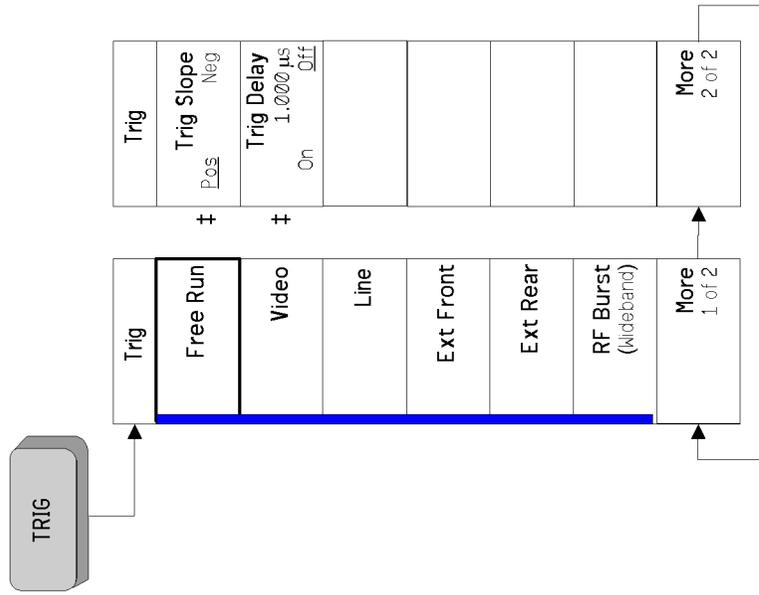 TRIG
Trig
Free Run
Video
Line
Ext Front
Ext Rear
RF Burst
(Wideband)
More
1 of 2
Trig
Trig Slope
Pos Neg
‡
Trig Delay
1.000 µs
On Off
‡
More
2 of 2